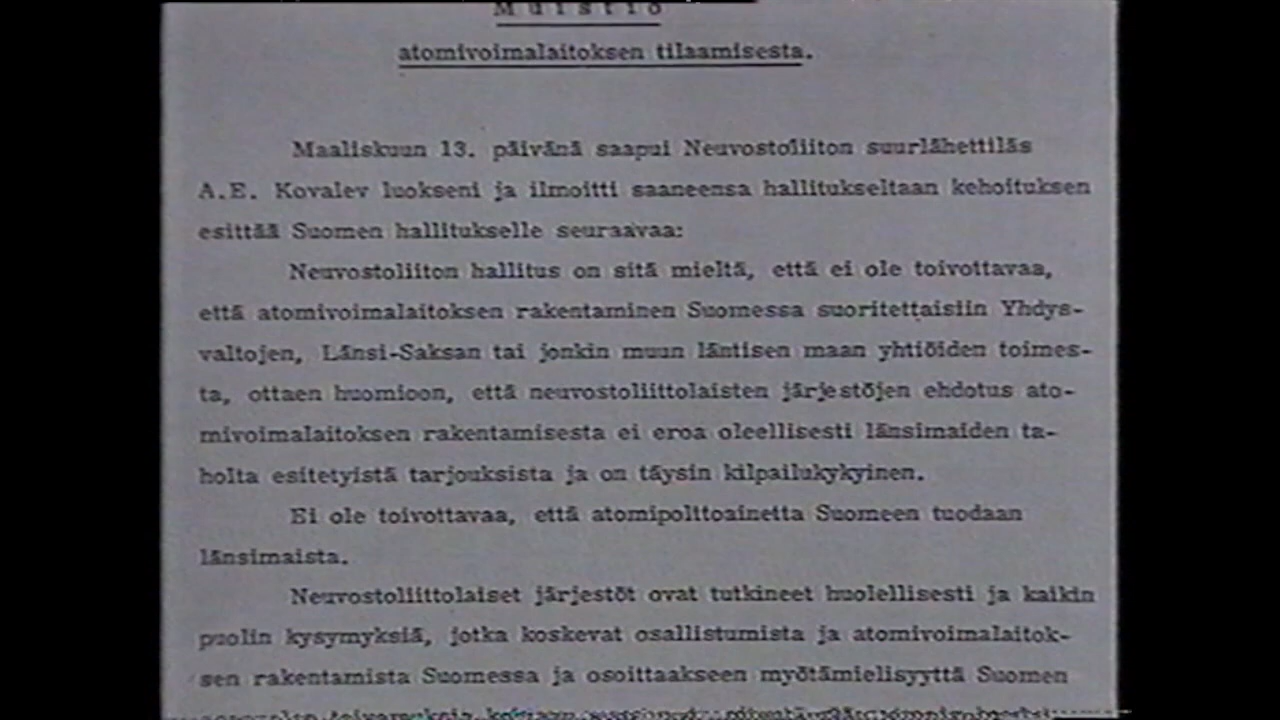 Muistio
atomivoimalaitoksen tilaamisesta.
Maaliskuun 13. päivänä saapui Neuvostoliiton suurlähettiläs
A.E. Kovalev luokseni ja ilmoitti saaneensa hallitukseltaan kehoituksen
esittää Suomen hallitukselle seuraavaa:
Neuvostoliiton hallitus on sitä mieltä, että ei ole toivottavaa,
että atomivoimalaitoksen rakentaminen Suomessa suoritettaisiin Yhdys-
valtojen, Länsi-Saksan tai jonkin muun läntisen maan yhtiöiden toimes-
ta, ottaen huomioon, että neuvostoliittolaisten järjestöjen ehdotus ato-
mivoimalaitoksen rakentamisesta ei eroa oleellisesti länsimaiden ta-
holta esitetyistä tarjouksista ja on täysin kilpailukykyinen.
Ei ole toivottavaa, että atomipolttoainetta Suomeen tuodaan
länsimaista.
Neuvostoliittolaiset järjestöt ovat tutkineet huolellisesti ja kaikin
puolin kysymyksiä, jotka koskevat osallistumista ja atomivoimalaitok-
sen rakentamista Suomessa ja osoittaakseen myötämielisyyttä Suomen